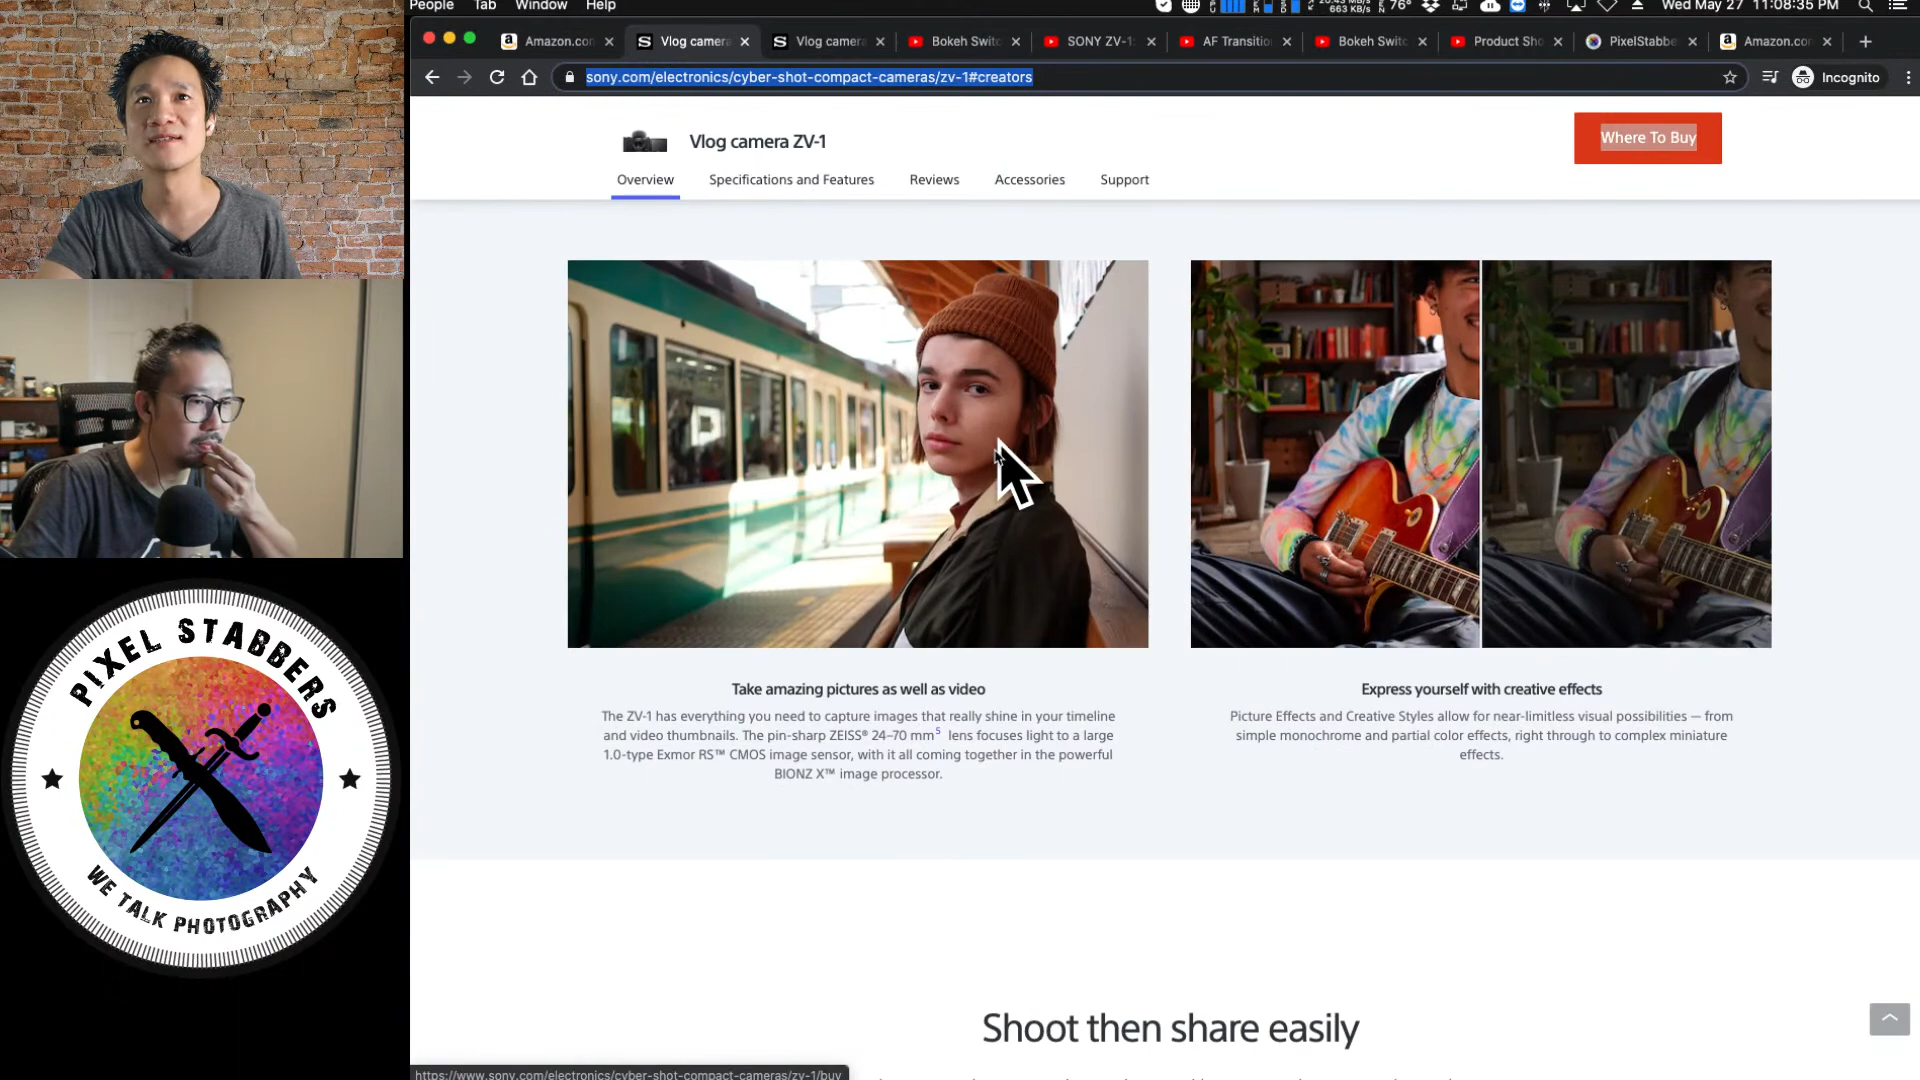 People Tab Window Help
663 KB/s 76° Wed May 27 11:08:35 PM
Amazon.co
Vlog camera
Vlog camera
Bokeh Switc
SONY ZV-1
AF Transitio
Bokeh Switc
Product Sho
PixelStabbe
Amazon.co
sony.com/electronics/cyber-shot-compact-cameras/zv-1#creators
Incognito
Vlog camera ZV-1
Where To Buy
Overview Specifications and Features Reviews Accessories Support
Take amazing pictures as well as video
The ZV-1 has everything you need to capture images that really shine in your timeline
and video thumbnails. The pin-sharp ZEISS® 24–70 mm5 lens focuses light to a large
1.0-type Exmor RS™ CMOS image sensor, with it all coming together in the powerful
BIONZ X™ image processor.
Express yourself with creative effects
Picture Effects and Creative Styles allow for near-limitless visual possibilities — from
simple monochrome and partial color effects, right through to complex miniature
effects.
Shoot then share easily
https://www.sony.com/electronics/cyber-shot-compact-cameras/zv-1/buy
PIXEL STABBERS
WE TALK PHOTOGRAPHY